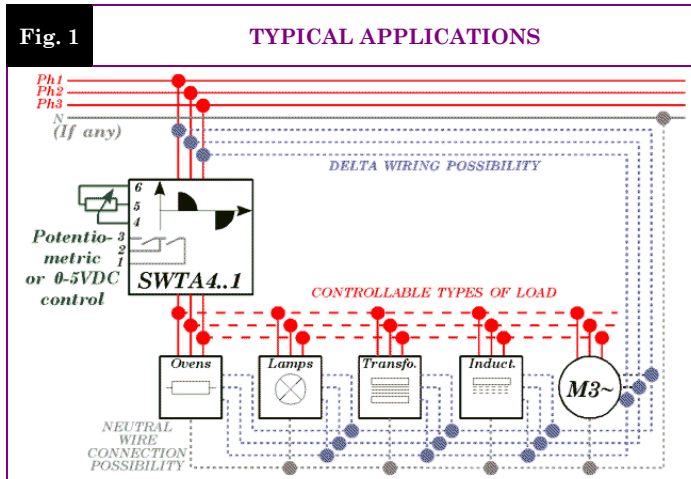 Fig. 1
TYPICAL APPLICATIONS
Ph1
Ph2
Ph3
N
(If any)
DELTA WIRING POSSIBILITY
6
5
4
3
2
1
Potentio-
metric
or 0-5VDC
control
SWTA4..1
CONTROLLABLE TYPES OF LOAD
Ovens
Lamps
Transfo.
Induct.
M3~
NEUTRAL
WIRE
CONNECTION
POSSIBILITY